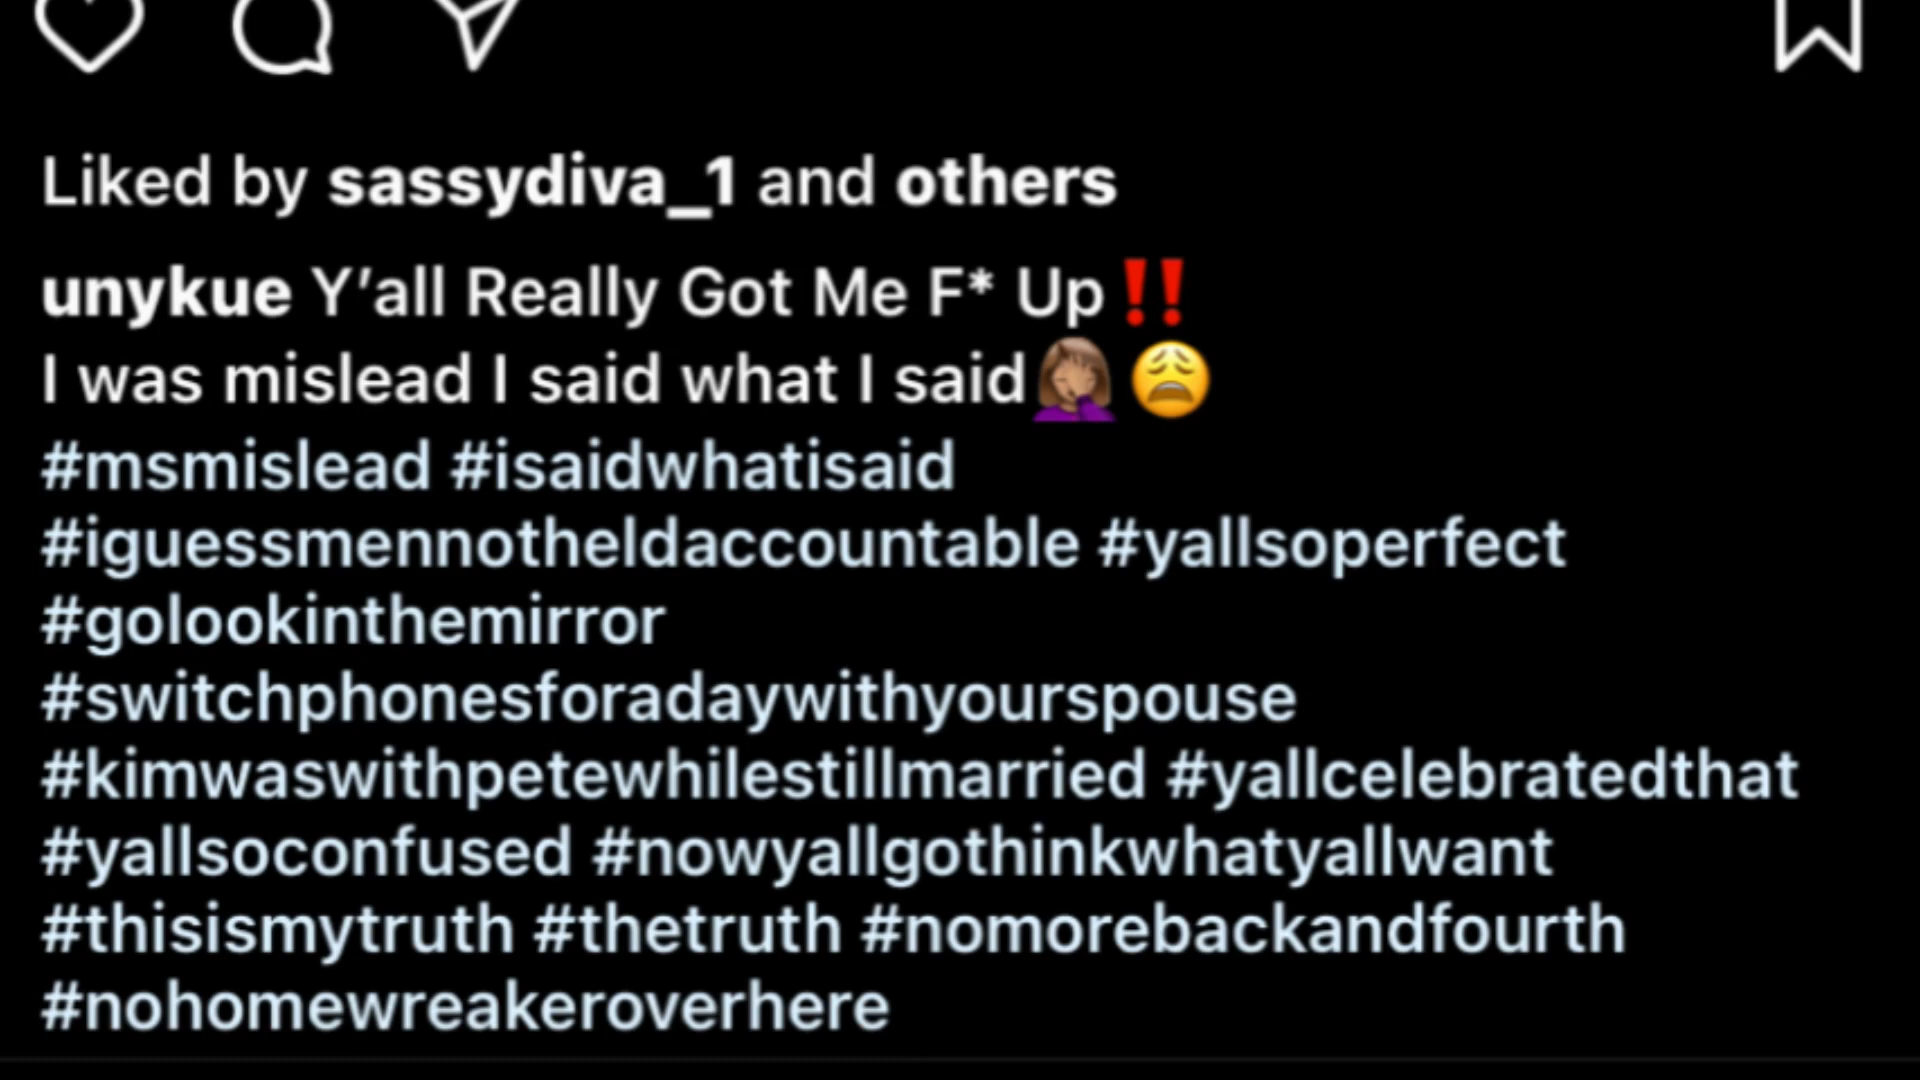 Liked by sassydiva_1 and others
unykue Y’all Really Got Me F* Up‼️
I was mislead I said what I said🤦🏽‍♀️😩
#msmislead #isaidwhatisaid
#iguessmennotheldaccountable #yallsoperfect
#golookinthemirror
#switchphonesforadaywithyourspouse
#kimwaswithpetewhilestillmarried #yallcelebratedthat
#yallsoconfused #nowyallgothinkwhatyallwant
#thisismytruth #thetruth #nomorebackandfourth
#nohomewreakeroverhere